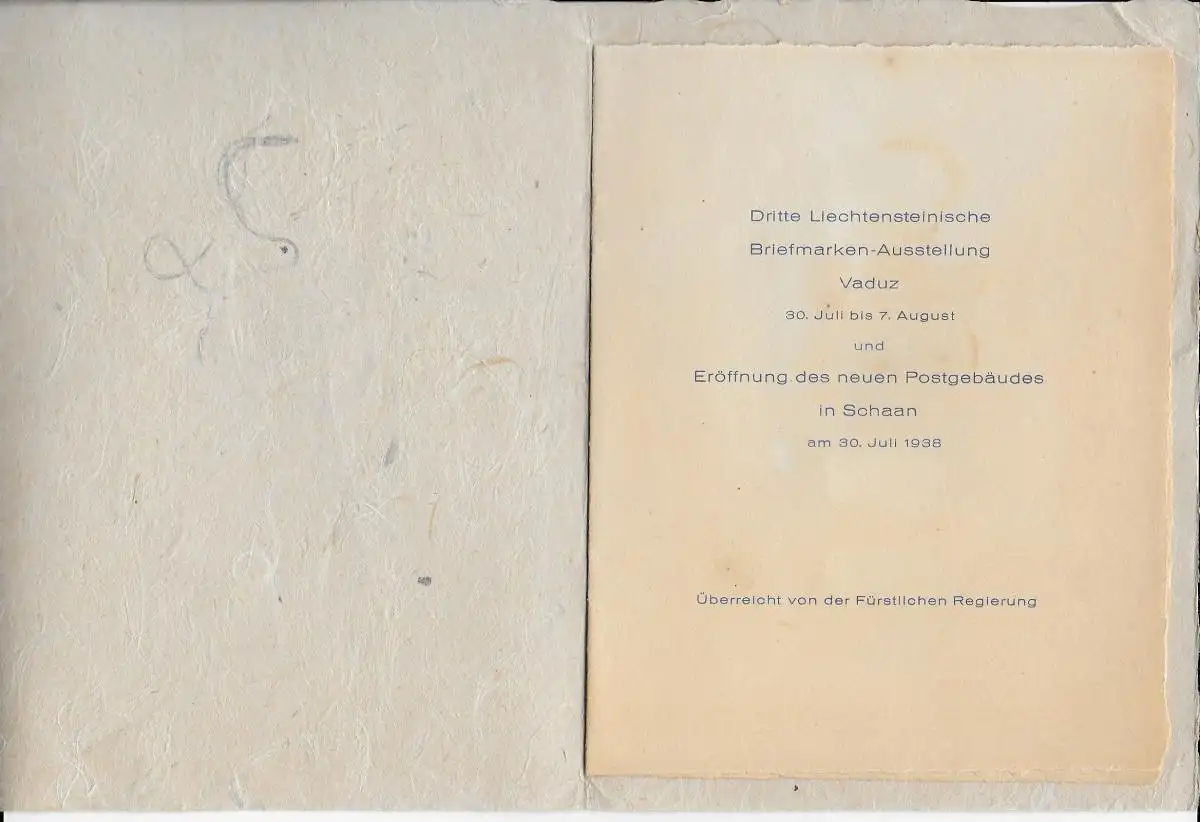 Dritte Liechtensteinische
Briefmarken-Ausstellung
Vaduz
30. Juli bis 7. August
und
Eröffnung des neuen Postgebäudes
in Schaan
am 30. Juli 1938
Überreicht von der Fürstlichen Regierung